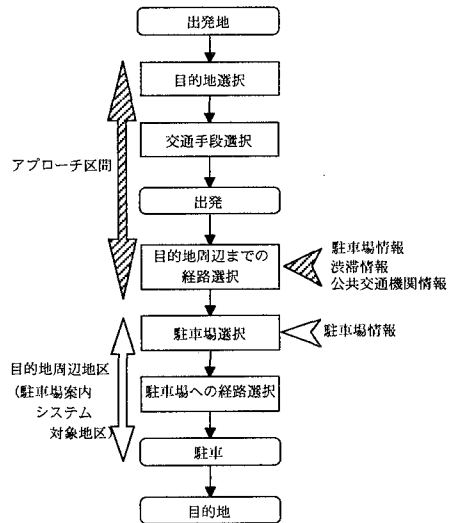 出発地
目的地選択
交通手段選択
アプローチ区間
出発
目的地周辺までの
経路選択
駐車場情報
渋滞情報
公共交通機関情報
駐車場選択
駐車場情報
目的地周辺地区
(駐車場案内
システム
対象地区)
駐車場への経路選択
駐車
目的地